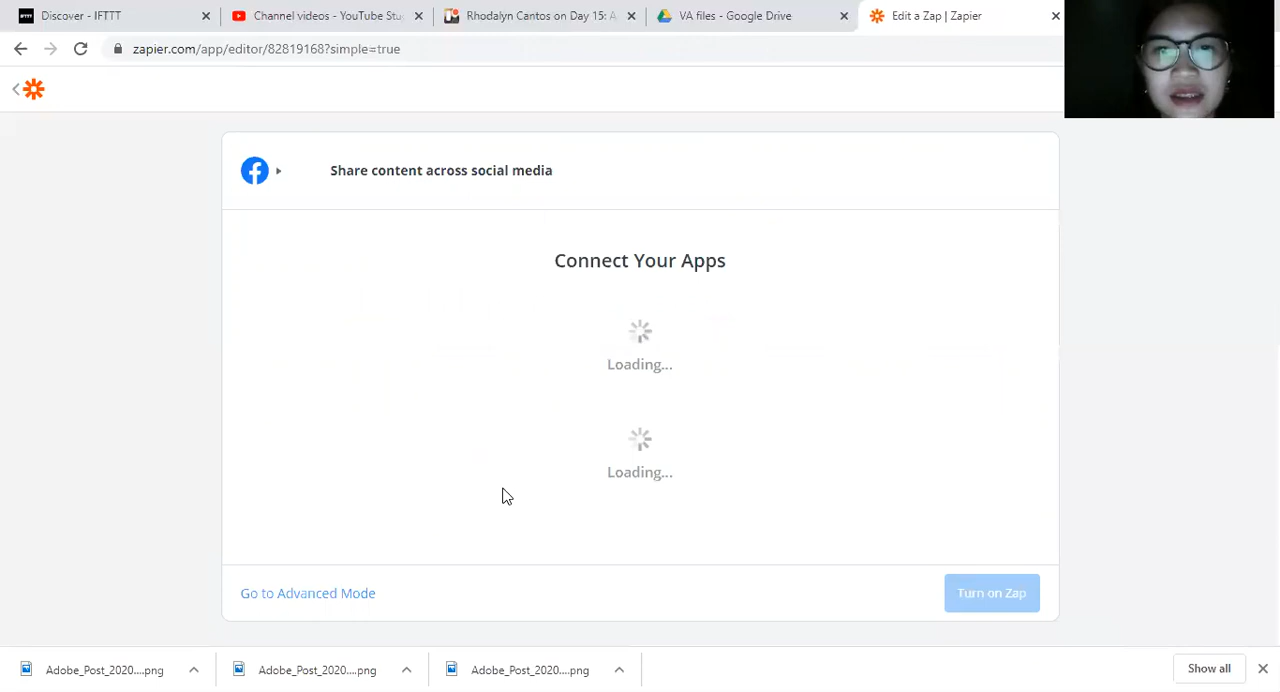 IFTTT Discover - IFTTT
Channel videos - YouTube Stu
Rhodalyn Cantos on Day 15: A
VA files - Google Drive
Edit a Zap | Zapier
zapier.com/app/editor/82819168?simple=true
Share content across social media
Connect Your Apps
Loading...
Loading...
Go to Advanced Mode
Turn on Zap
Adobe_Post_2020....png
Adobe_Post_2020....png
Adobe_Post_2020....png
Show all